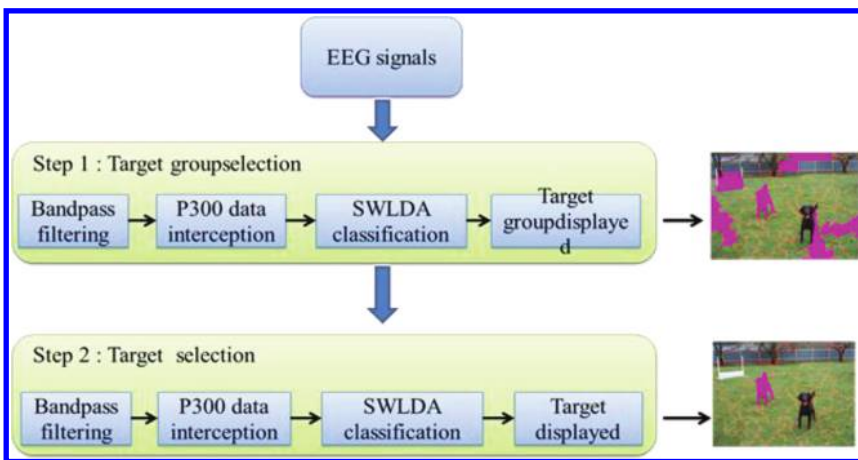 EEG signals
Step 1 : Target groupselection
Bandpass
filtering
P300 data
interception
SWLDA
classification
Target
groupdisplaye
d
Step 2 : Target selection
Bandpass
filtering
P300 data
interception
SWLDA
classification
Target
displayed